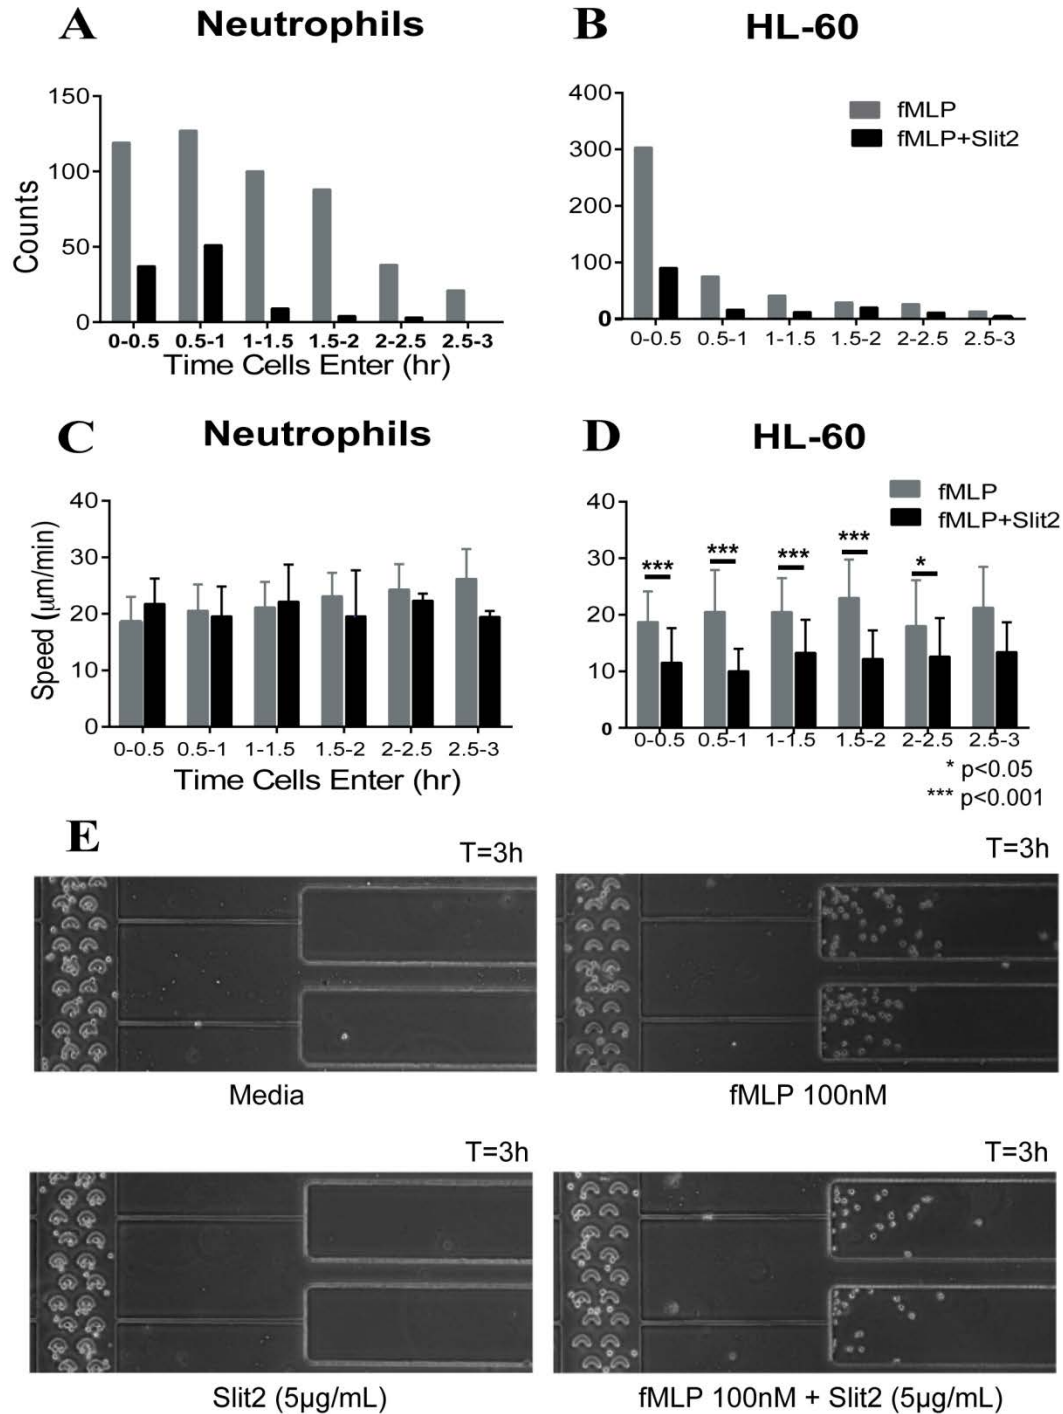 A Neutrophils
B HL-60
150
100
50
0
Counts
0-0.5 0.5-1 1-1.5 1.5-2 2-2.5 2.5-3
Time Cells Enter (hr)
400
300
200
100
0
fMLP
fMLP+Slit2
0-0.5 0.5-1 1-1.5 1.5-2 2-2.5 2.5-3
C Neutrophils
D HL-60
40
30
20
10
0
Speed (µm/min)
0-0.5 0.5-1 1-1.5 1.5-2 2-2.5 2.5-3
Time Cells Enter (hr)
40
30
20
10
0
fMLP
fMLP+Slit2
*** *** *** *** *
0-0.5 0.5-1 1-1.5 1.5-2 2-2.5 2.5-3
* p<0.05
*** p<0.001
E
T=3h
T=3h
Media
fMLP 100nM
T=3h
T=3h
Slit2 (5µg/mL)
fMLP 100nM + Slit2 (5µg/mL)